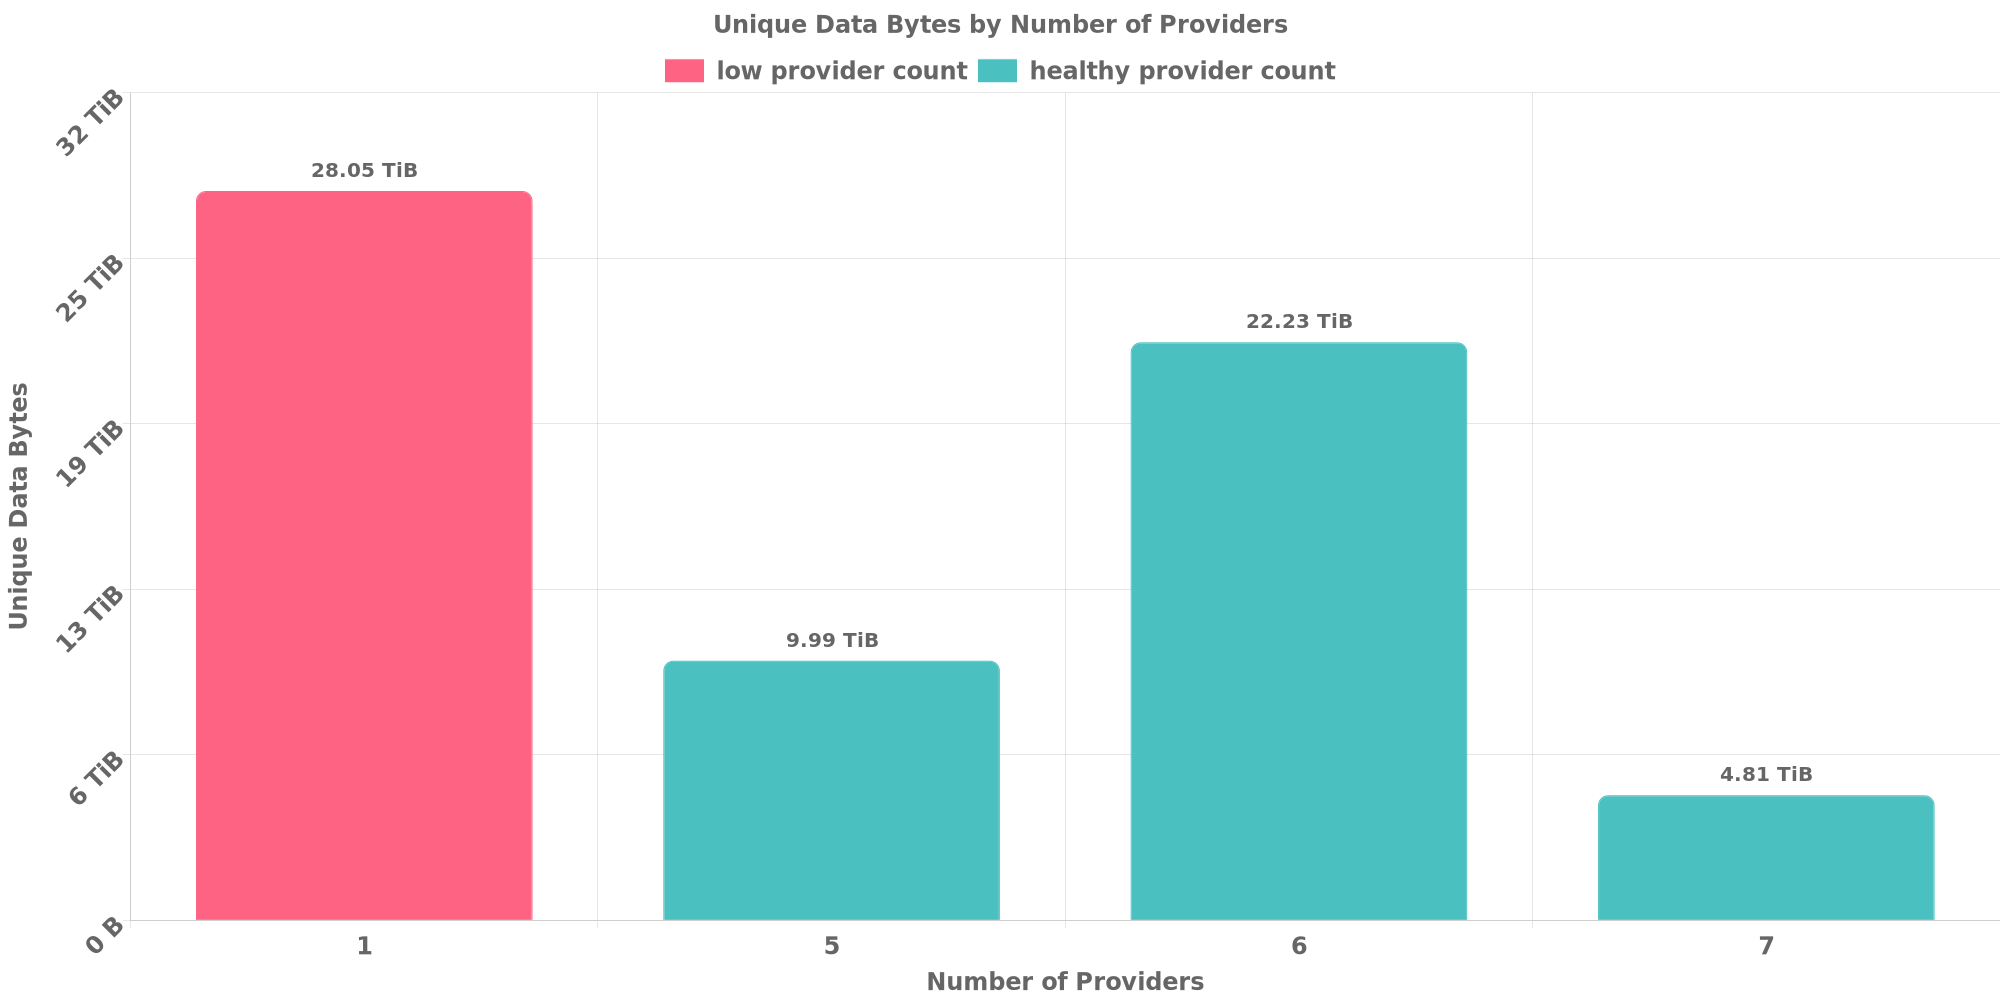 Unique Data Bytes by Number of Providers
low provider count healthy provider count
32 TiB
25 TiB
19 TiB
13 TiB
6 TiB
0 B
Unique Data Bytes
28.05 TiB
9.99 TiB
22.23 TiB
4.81 TiB
1 5 6 7
Number of Providers